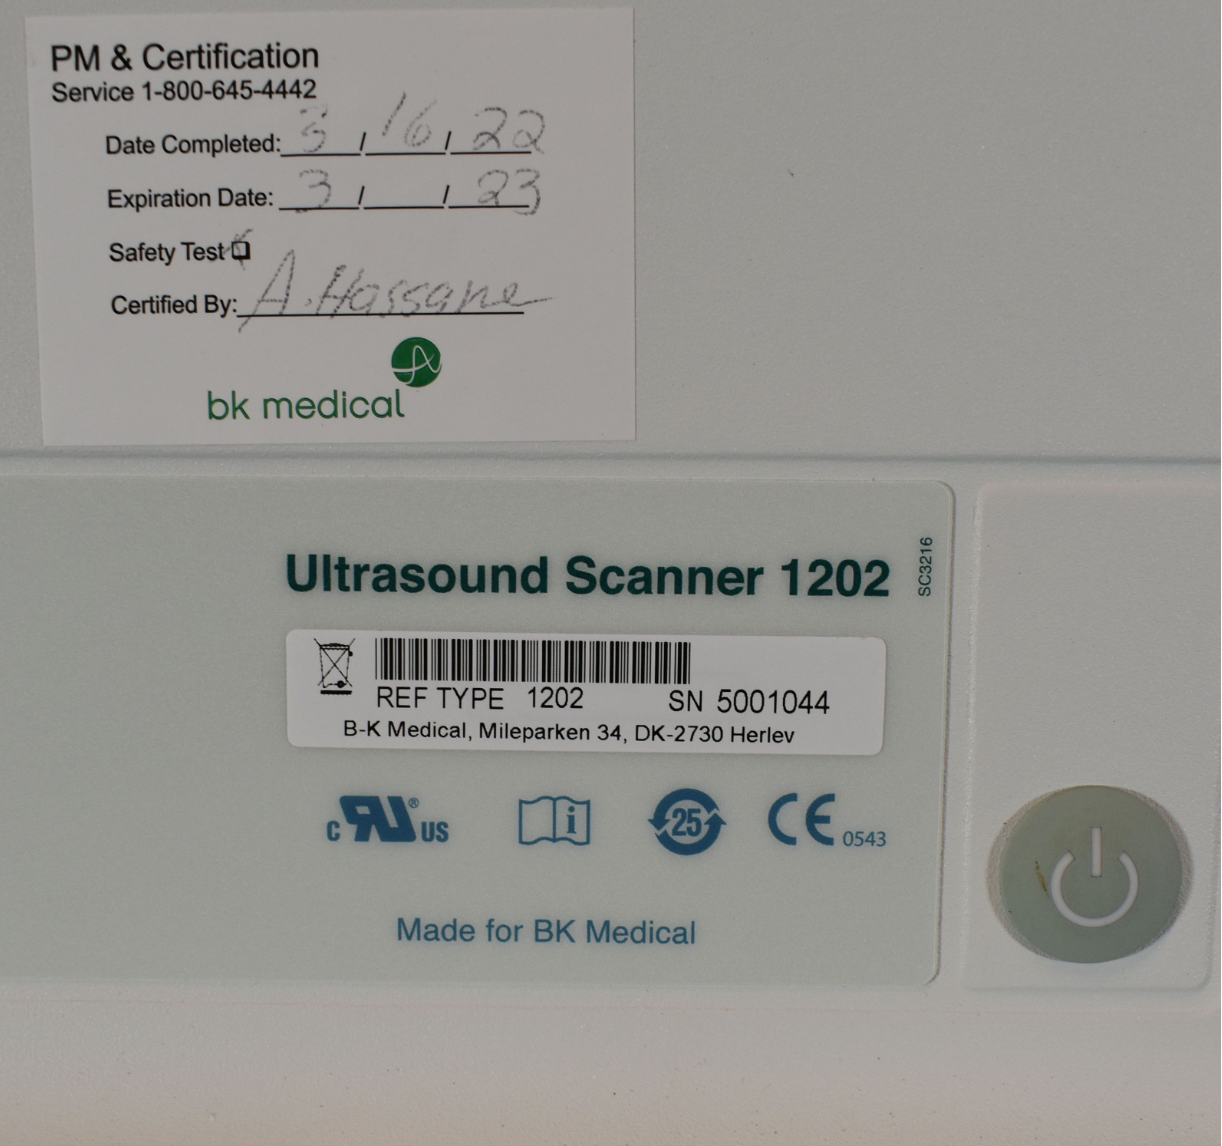 PM & Certification
Service 1-800-645-4442
Date Completed: 3 / 16 / 22
Expiration Date: 3 / / 23
Safety Test
Certified By: A. Hassane
bk medical
Ultrasound Scanner 1202
SC3216
REF TYPE 1202 SN 5001044
B-K Medical, Mileparken 34, DK-2730 Herlev
c RU ® US
i
25
CE 0543
Made for BK Medical